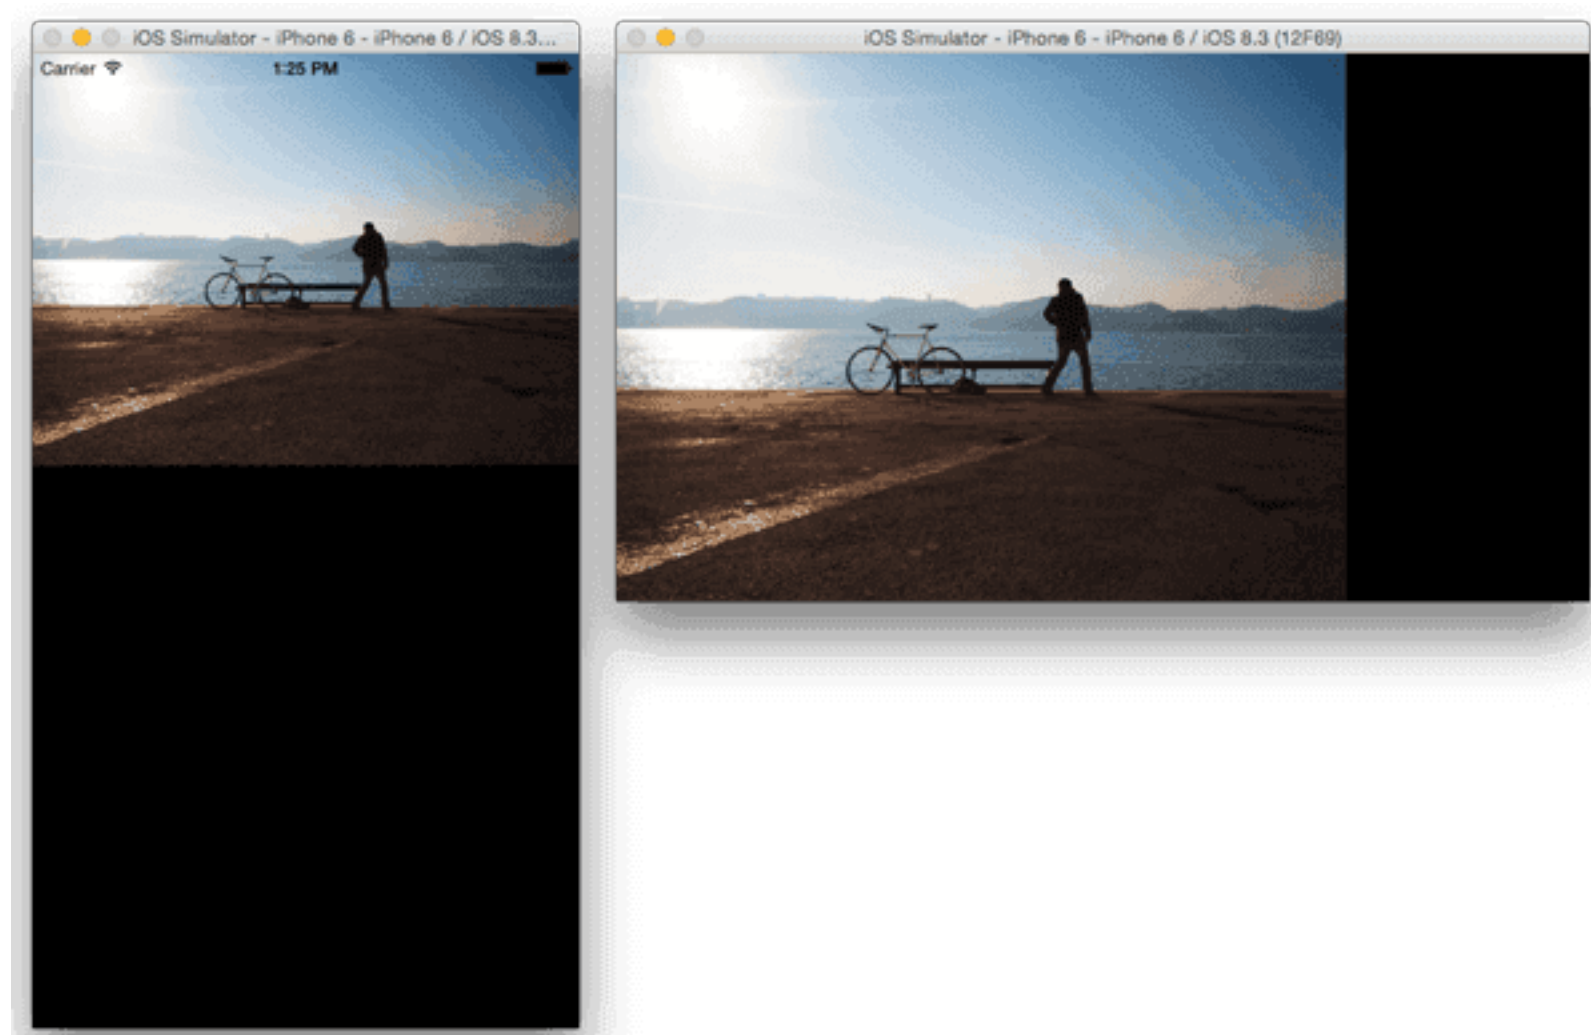 iOS Simulator - iPhone 6 - iPhone 6 / iOS 8.3...
Carrier 1:25 PM
iOS Simulator - iPhone 6 - iPhone 6 / iOS 8.3 (12F69)